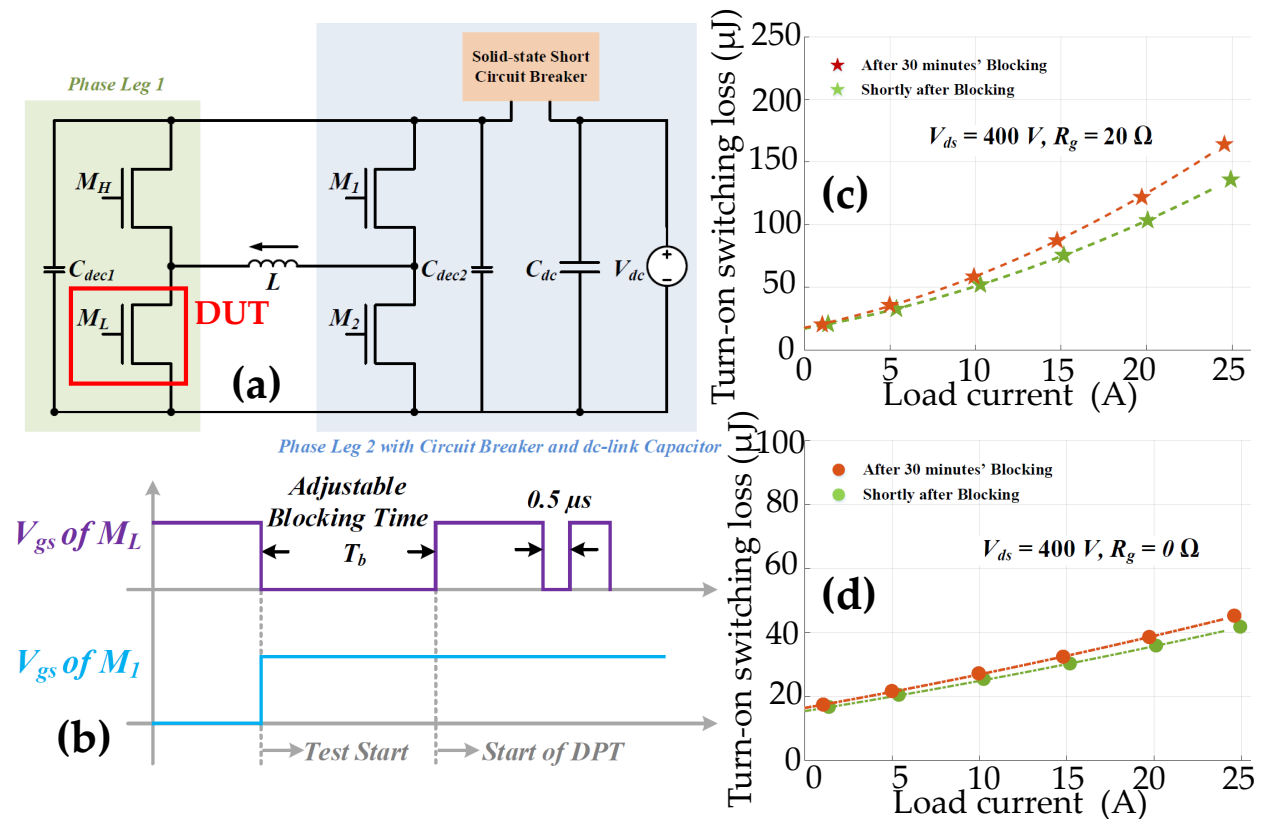 Solid-state Short
Circuit Breaker
Phase Leg 1
M_H
M_1
C_dec1
L
C_dec2
C_dc
V_dc
+
−
M_L
DUT
M_2
(a)
Phase Leg 2 with Circuit Breaker and dc-link Capacitor
V_gs of M_L
Adjustable
Blocking Time
T_b
0.5 μs
V_gs of M_1
(b)
Test Start
Start of DPT
Turn-on switching loss (μJ)
250
200
150
100
50
0
After 30 minutes’ Blocking
Shortly after Blocking
V_ds = 400 V, R_g = 20 Ω
(c)
0 5 10 15 20 25
Load current (A)
Turn-on switching loss (μJ)
100
80
60
40
20
0
After 30 minutes’ Blocking
Shortly after Blocking
V_ds = 400 V, R_g = 0 Ω
(d)
0 5 10 15 20 25
Load current (A)